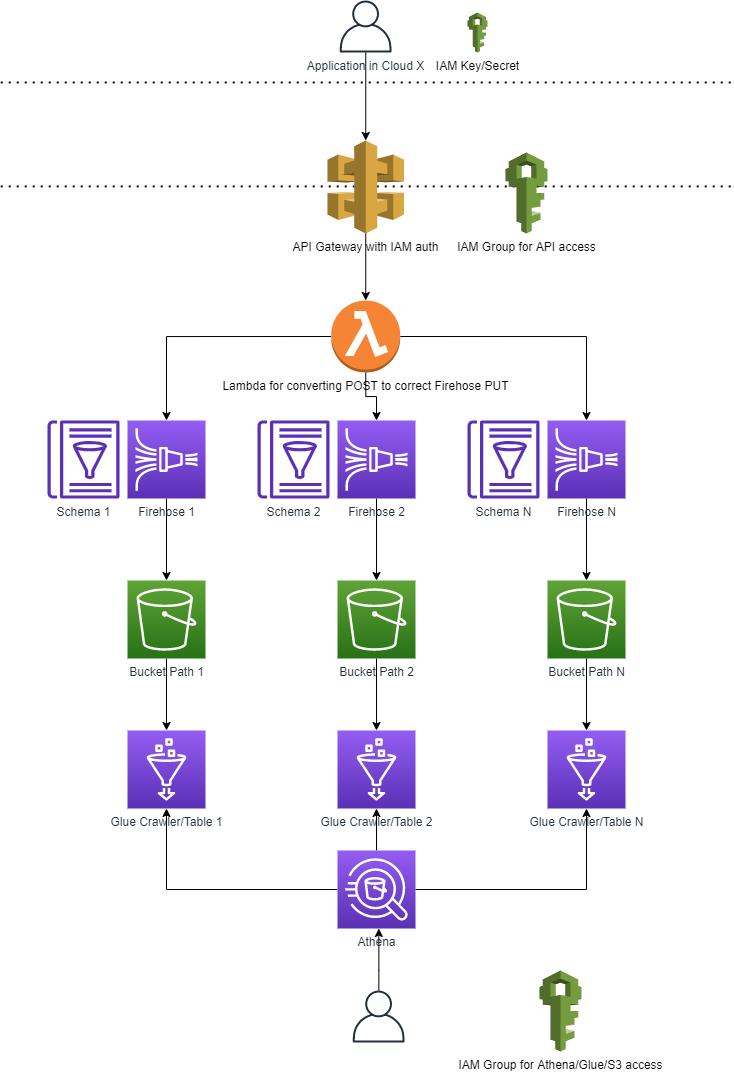 Application in Cloud X
IAM Key/Secret
API Gateway with IAM auth
IAM Group for API access
Lambda for converting POST to correct Firehose PUT
Schema 1
Firehose 1
Schema 2
Firehose 2
Schema N
Firehose N
Bucket Path 1
Bucket Path 2
Bucket Path N
Glue Crawler/Table 1
Glue Crawler/Table 2
Glue Crawler/Table N
Athena
IAM Group for Athena/Glue/S3 access